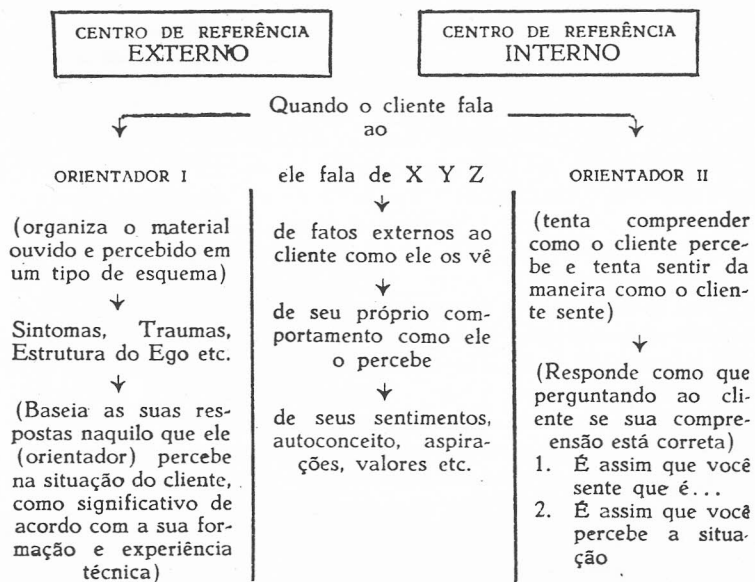 CENTRO DE REFERÊNCIA
EXTERNO
CENTRO DE REFERÊNCIA
INTERNO
Quando o cliente fala
ao
ORIENTADOR I
(organiza o material
ouvido e percebido em
um tipo de esquema)
Sintomas, Traumas,
Estrutura do Ego etc.
(Baseia as suas res-
postas naquilo que ele
(orientador) percebe
na situação do cliente,
como significativo de
acordo com a sua for-
mação e experiência
técnica)
ele fala de X Y Z
de fatos externos ao
cliente como ele os vê
de seu próprio com-
portamento como ele
o percebe
de seus sentimentos,
autoconceito, aspira-
ções, valores etc.
ORIENTADOR II
(tenta compreender
como o cliente perce-
be e tenta sentir da
maneira como o clien-
te sente)
(Responde como que
perguntando ao cli-
ente se sua compre-
ensão está correta)
1. É assim que você
sente que é...
2. É assim que você
percebe a situa-
ção